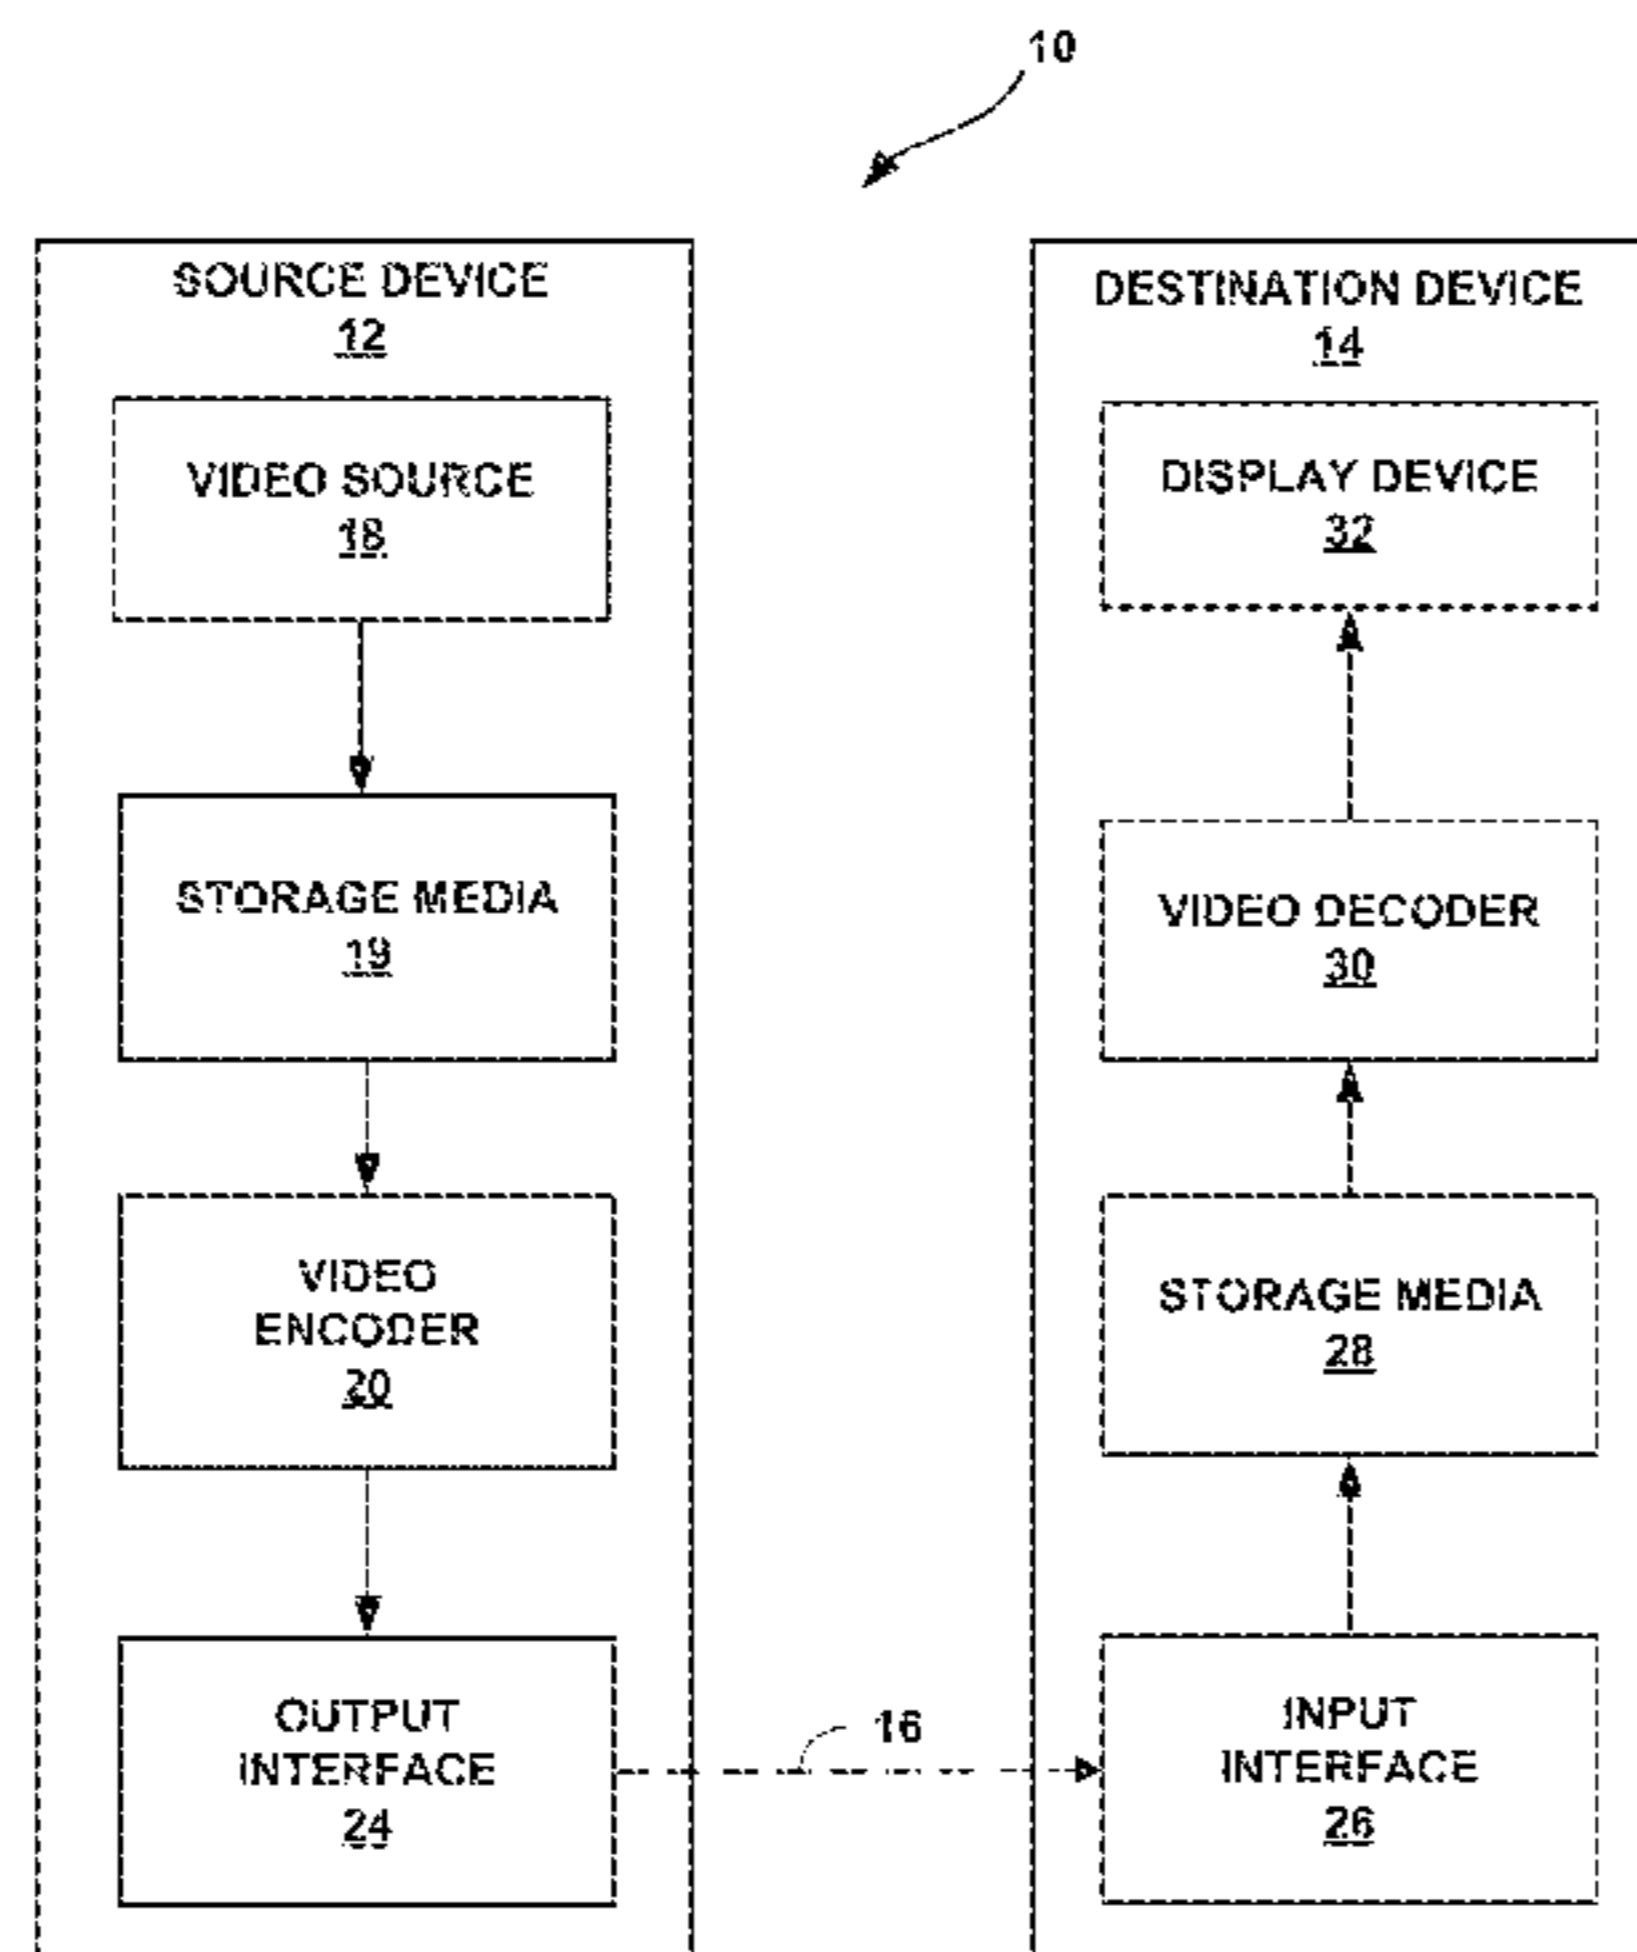 10
SOURCE DEVICE
12
VIDEO SOURCE
18
STORAGE MEDIA
19
VIDEO
ENCODER
20
OUTPUT
INTERFACE
24
16
DESTINATION DEVICE
14
DISPLAY DEVICE
32
VIDEO DECODER
30
STORAGE MEDIA
28
INPUT
INTERFACE
26